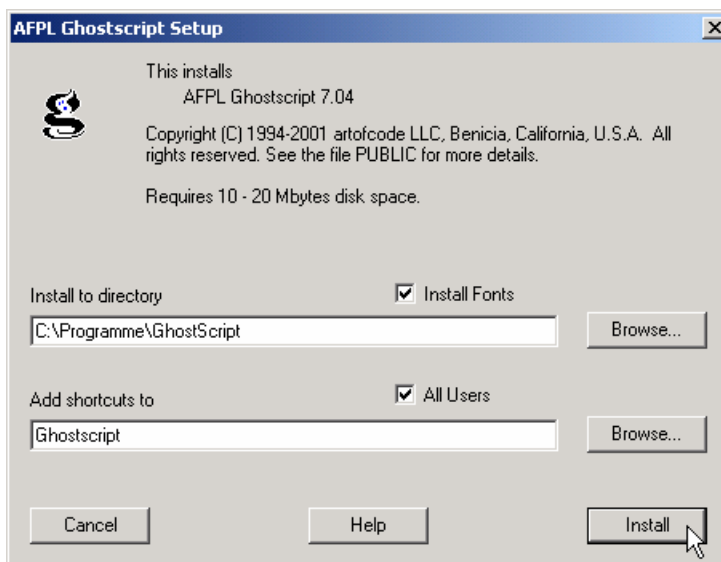 AFPL Ghostscript Setup
This installs
AFPL Ghostscript 7.04
Copyright (C) 1994-2001 artofcode LLC, Benicia, California, U.S.A. All
rights reserved. See the file PUBLIC for more details.
Requires 10 - 20 Mbytes disk space.
Install to directory
Install Fonts
C:\Programme\GhostScript
Browse...
Add shortcuts to
All Users
Ghostscript
Browse...
Cancel
Help
Install